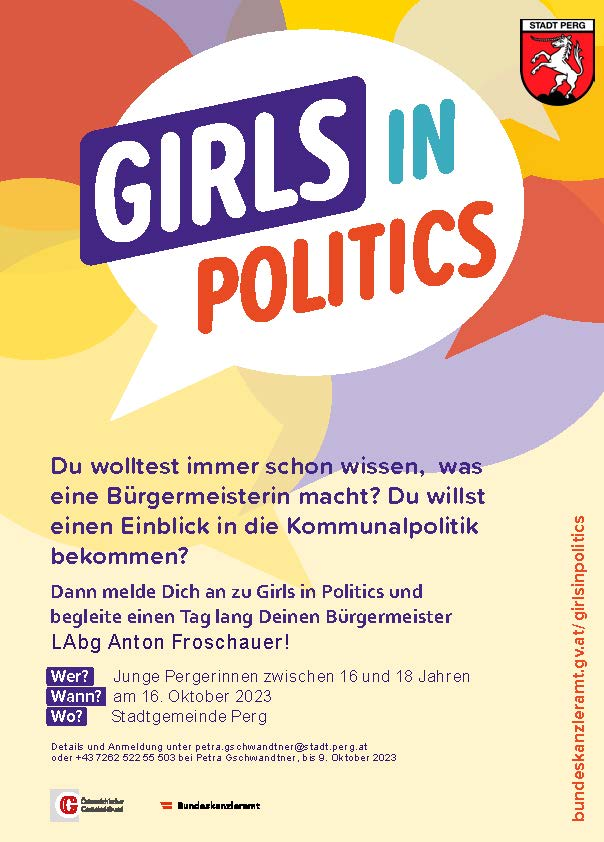 STADT PERG
GIRLS IN
POLITICS
Du wolltest immer schon wissen, was
eine Bürgermeisterin macht? Du willst
einen Einblick in die Kommunalpolitik
bekommen?
Dann melde Dich an zu Girls in Politics und
begleite einen Tag lang Deinen Bürgermeister
LAbg Anton Froschauer!
Wer? Junge Pergerinnen zwischen 16 und 18 Jahren
Wann? am 16. Oktober 2023
Wo? Stadtgemeinde Perg
Details und Anmeldung unter petra.gschwandtner@stadt.perg.at
oder +43 7262 522 55 503 bei Petra Gschwandtner, bis 9. Oktober 2023
Österreichischer
Gemeindebund
Bundeskanzleramt
bundeskanzleramt.gv.at/girlsinpolitics